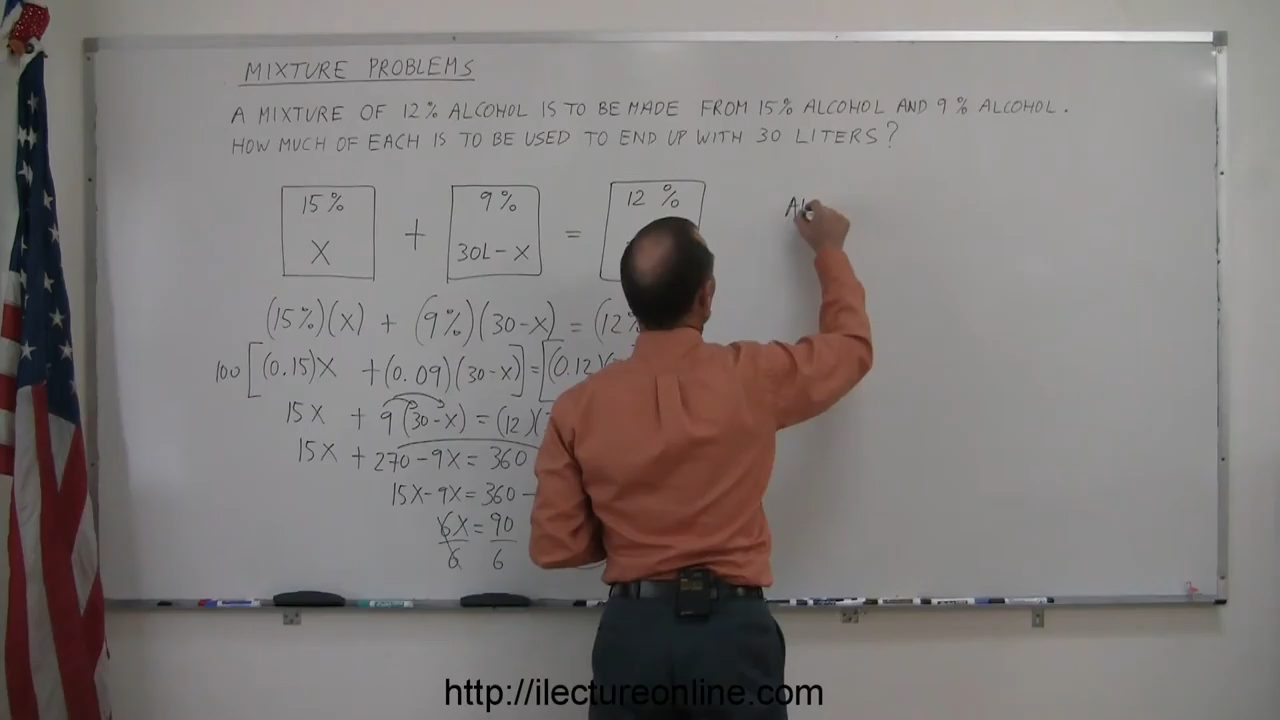 MIXTURE PROBLEMS
A MIXTURE OF 12% ALCOHOL IS TO BE MADE FROM 15% ALCOHOL AND 9% ALCOHOL.
HOW MUCH OF EACH IS TO BE USED TO END UP WITH 30 LITERS?
15% 9% 12%
X + 30L-X =
(15%)(X) + (9%)(30-X) = (12%
100[(0.15)X + (0.09)(30-X)] = [(0.12)(
15X + 9(30-X) = (12)(
15X + 270-9X = 360
15X-9X = 360 -
6X = 90
6 6
http://ilectureonline.com